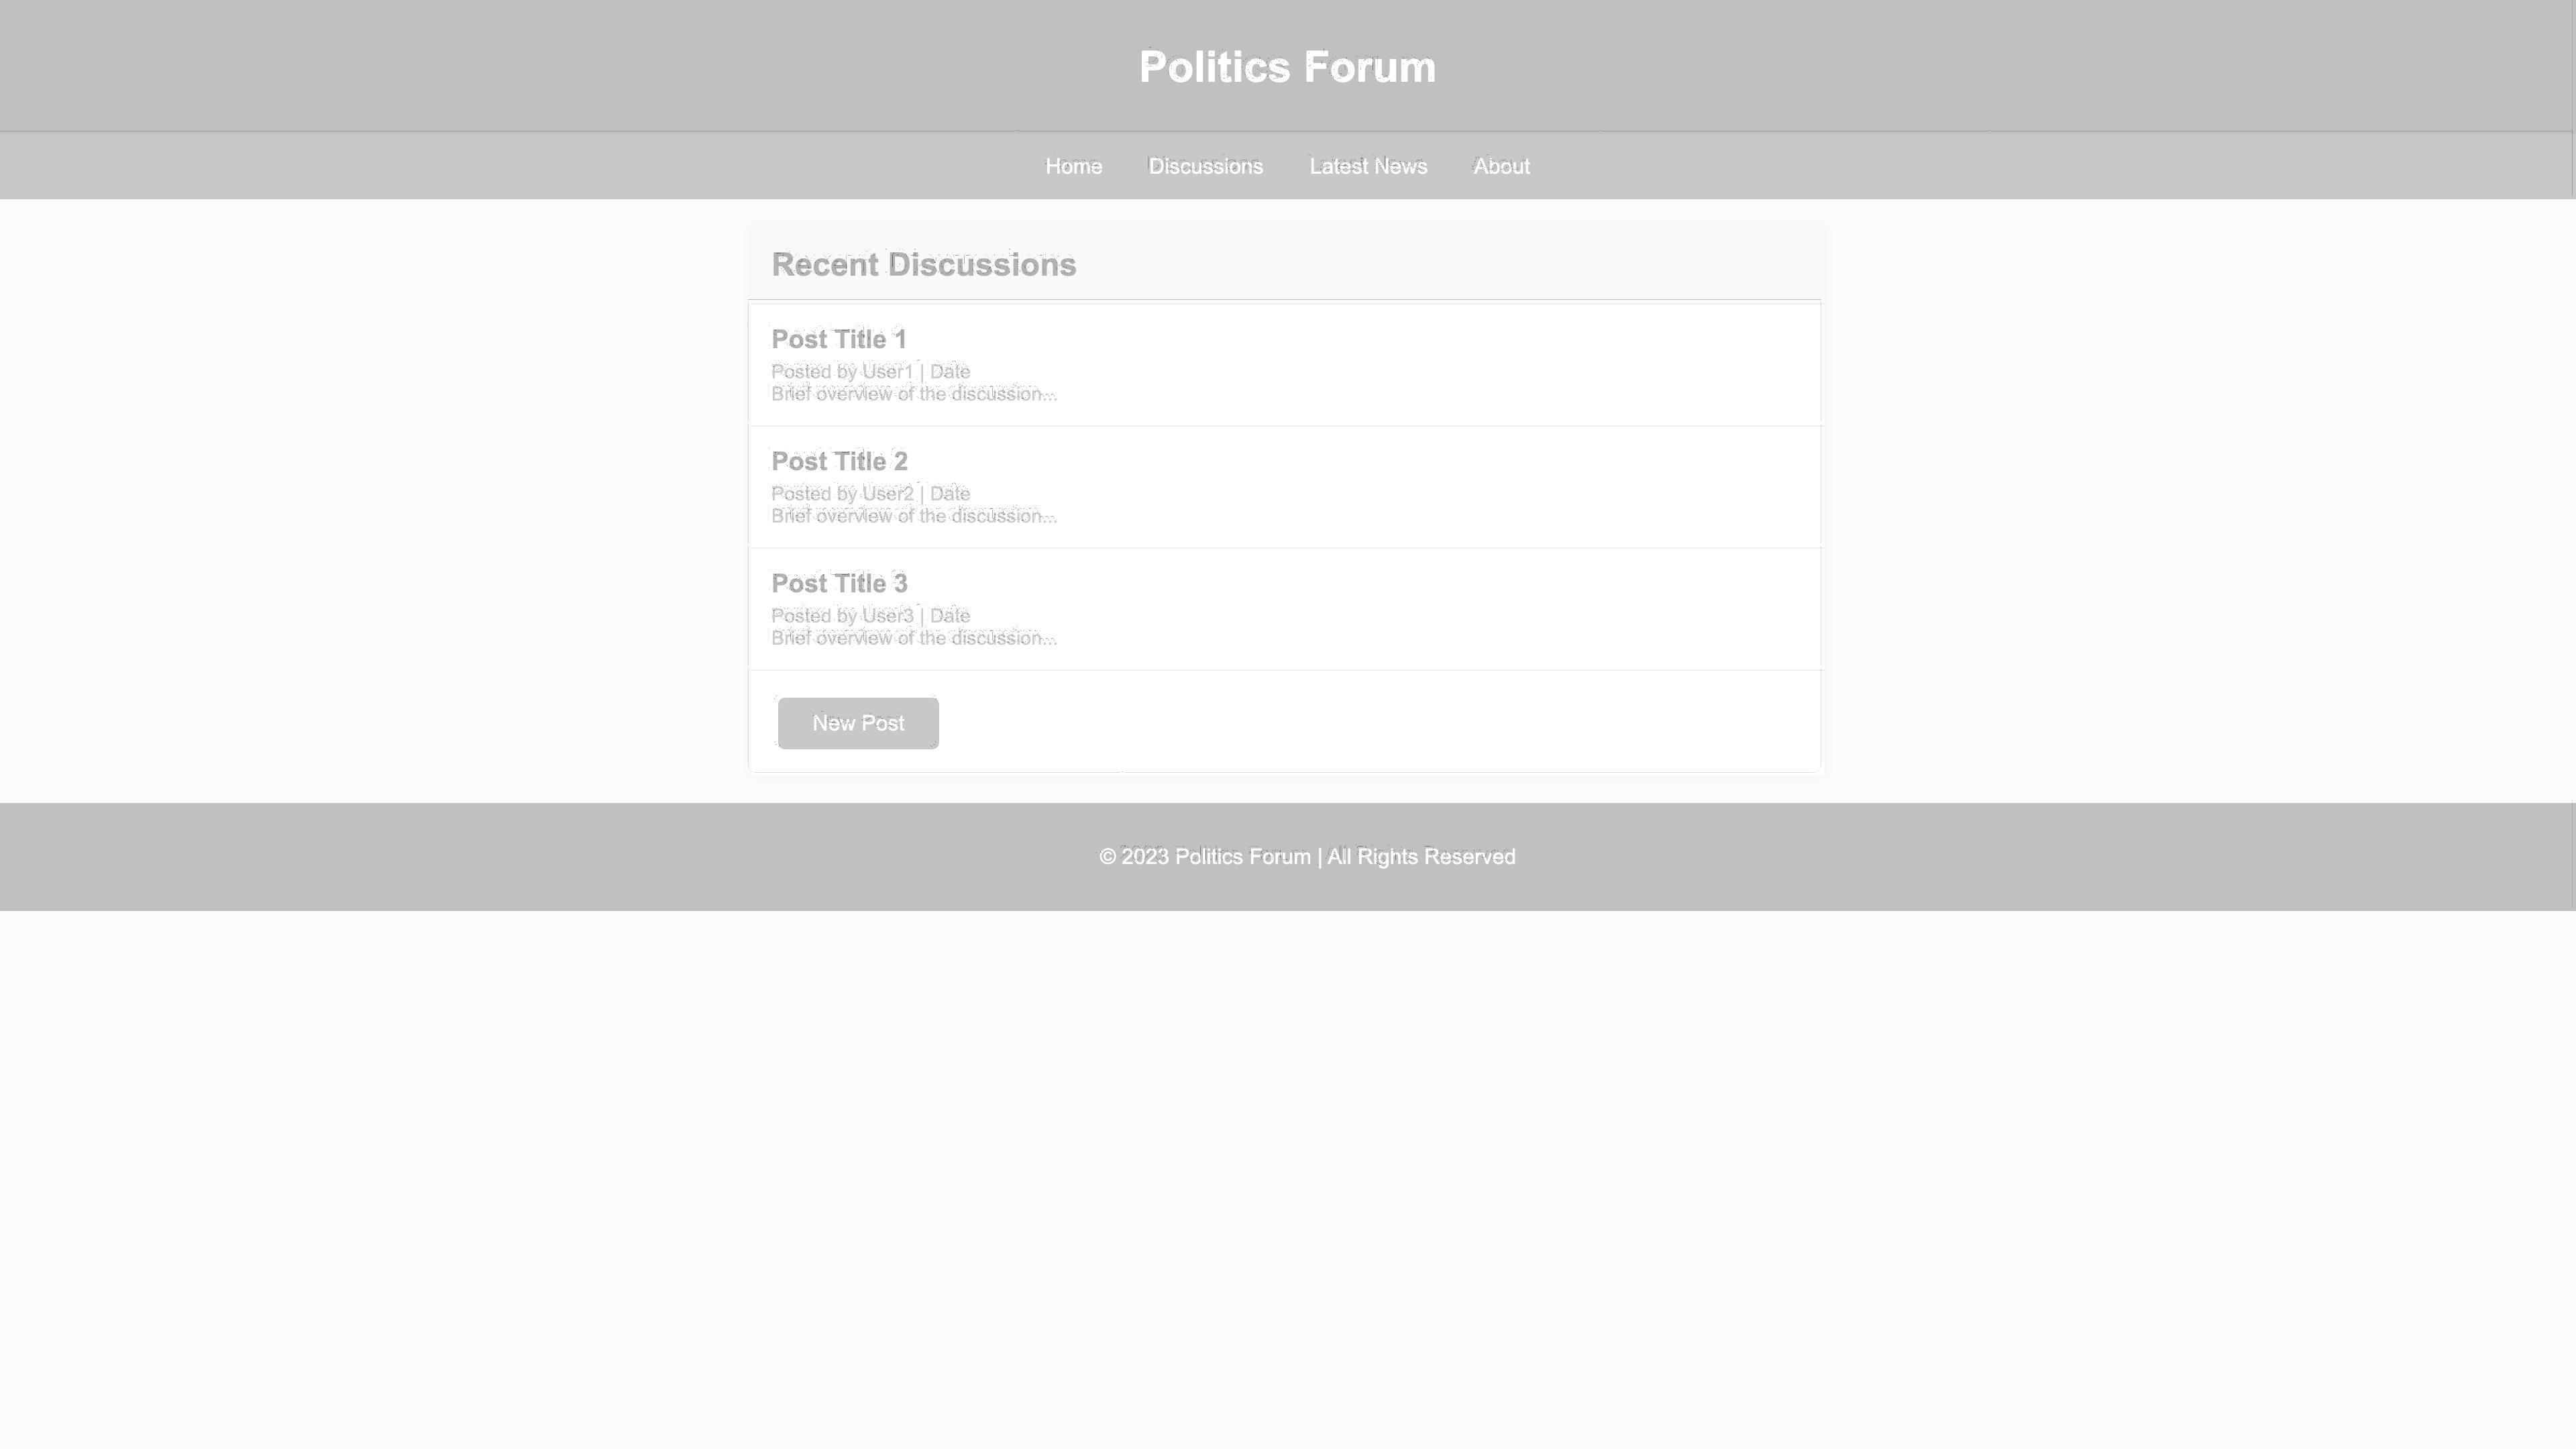 Politics Forum
Home Discussions Latest News About
Recent Discussions
Post Title 1
Posted by User1 | Date
Brief overview of the discussion...
Post Title 2
Posted by User2 | Date
Brief overview of the discussion...
Post Title 3
Posted by User3 | Date
Brief overview of the discussion...
New Post
© 2023 Politics Forum | All Rights Reserved